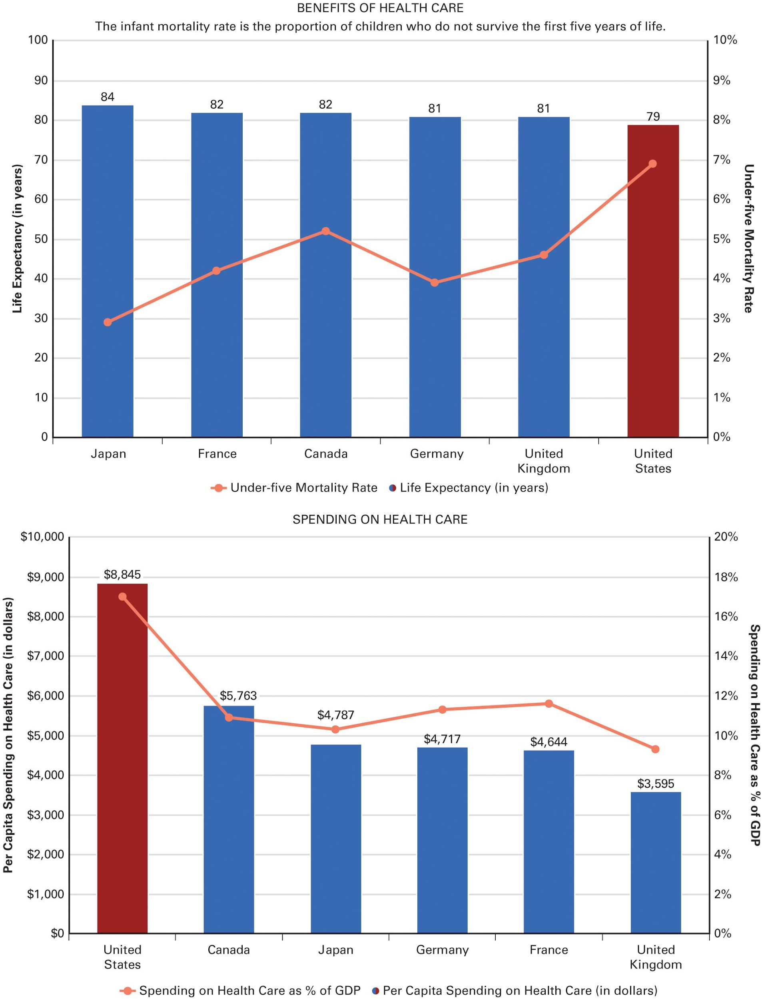 BENEFITS OF HEALTH CARE
The infant mortality rate is the proportion of children who do not survive the first five years of life.
100
90
80
70
60
50
40
30
20
10
0
Life Expectancy (in years)
84
82
82
81
81
79
10%
9%
8%
7%
6%
5%
4%
3%
2%
1%
0%
Under-five Mortality Rate
Japan
France
Canada
Germany
United
Kingdom
United
States
Under-five Mortality Rate
Life Expectancy (in years)
SPENDING ON HEALTH CARE
$10,000
$9,000
$8,000
$7,000
$6,000
$5,000
$4,000
$3,000
$2,000
$1,000
$0
Per Capita Spending on Health Care (in dollars)
$8,845
$5,763
$4,787
$4,717
$4,644
$3,595
20%
18%
16%
14%
12%
10%
8%
6%
4%
2%
0%
Spending on Health Care as % of GDP
United
States
Canada
Japan
Germany
France
United
Kingdom
Spending on Health Care as % of GDP
Per Capita Spending on Health Care (in dollars)